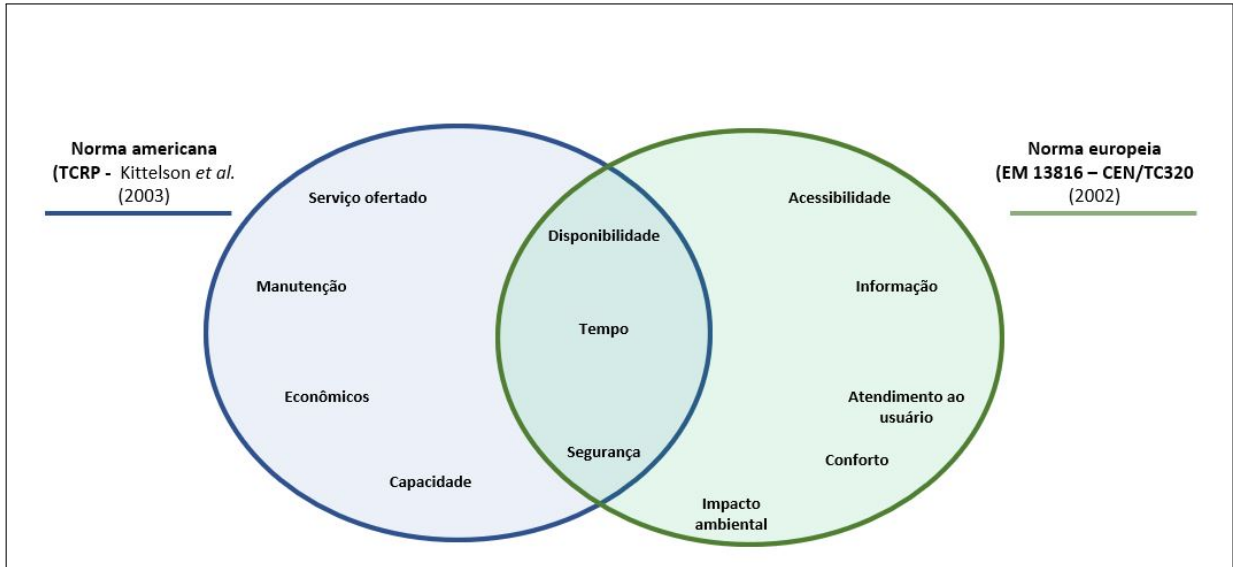 Norma americana
(TCRP - Kittelson et al.
(2003)
Norma europeia
(EM 13816 – CEN/TC320
(2002)
Serviço ofertado
Manutenção
Econômicos
Capacidade
Disponibilidade
Tempo
Segurança
Acessibilidade
Informação
Atendimento ao
usuário
Conforto
Impacto
ambiental